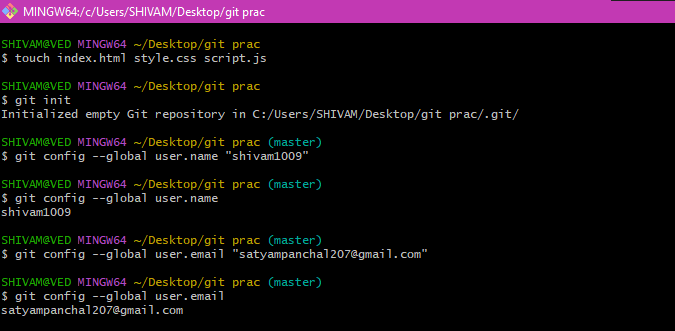 MINGW64:/c/Users/SHIVAM/Desktop/git prac
SHIVAM@VED MINGW64 ~/Desktop/git prac
$ touch index.html style.css script.js
SHIVAM@VED MINGW64 ~/Desktop/git prac
$ git init
Initialized empty Git repository in C:/Users/SHIVAM/Desktop/git prac/.git/
SHIVAM@VED MINGW64 ~/Desktop/git prac (master)
$ git config --global user.name "shivam1009"
SHIVAM@VED MINGW64 ~/Desktop/git prac (master)
$ git config --global user.name
shivam1009
SHIVAM@VED MINGW64 ~/Desktop/git prac (master)
$ git config --global user.email "satyampanchal207@gmail.com"
SHIVAM@VED MINGW64 ~/Desktop/git prac (master)
$ git config --global user.email
satyampanchal207@gmail.com